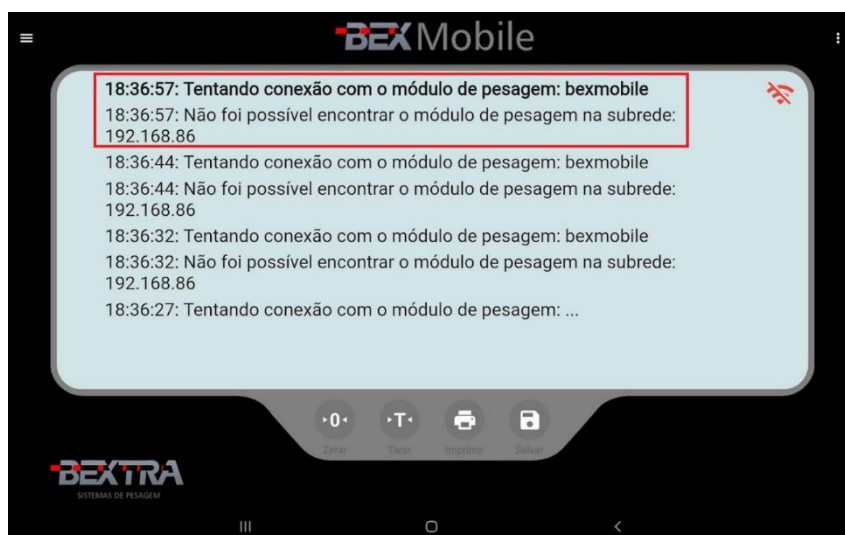 BEX Mobile
18:36:57: Tentando conexão com o módulo de pesagem: bexmobile
18:36:57: Não foi possível encontrar o módulo de pesagem na subrede:
192.168.86
18:36:44: Tentando conexão com o módulo de pesagem: bexmobile
18:36:44: Não foi possível encontrar o módulo de pesagem na subrede:
192.168.86
18:36:32: Tentando conexão com o módulo de pesagem: bexmobile
18:36:32: Não foi possível encontrar o módulo de pesagem na subrede:
192.168.86
18:36:27: Tentando conexão com o módulo de pesagem: ...
0 T
Zerar Tarar Imprimir Salvar
BEXTRA
SISTEMAS DE PESAGEM